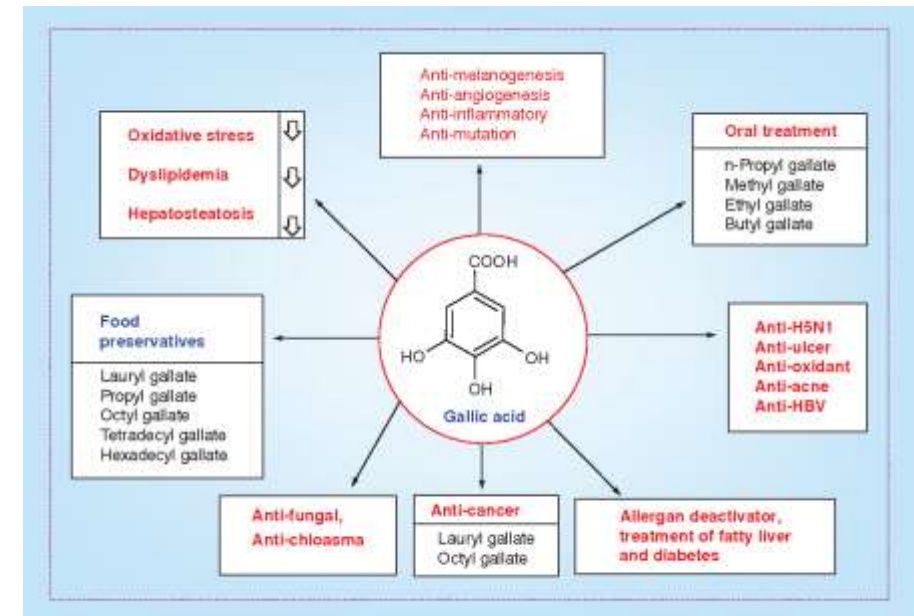 Anti-melanogenesis
Anti-angiogenesis
Anti-inflammatory
Anti-mutation
Oxidative stress
Dyslipidemia
Hepatosteatosis
Oral treatment
n-Propyl gallate
Methyl gallate
Ethyl gallate
Butyl gallate
COOH
HO
OH
OH
Gallic acid
Food
preservatives
Lauryl gallate
Propyl gallate
Octyl gallate
Tetradecyl gallate
Hexadecyl gallate
Anti-H5N1
Anti-ulcer
Anti-oxidant
Anti-acne
Anti-HBV
Anti-fungal,
Anti-chloasma
Anti-cancer
Lauryl gallate
Octyl gallate
Allergan deactivator,
treatment of fatty liver
and diabetes